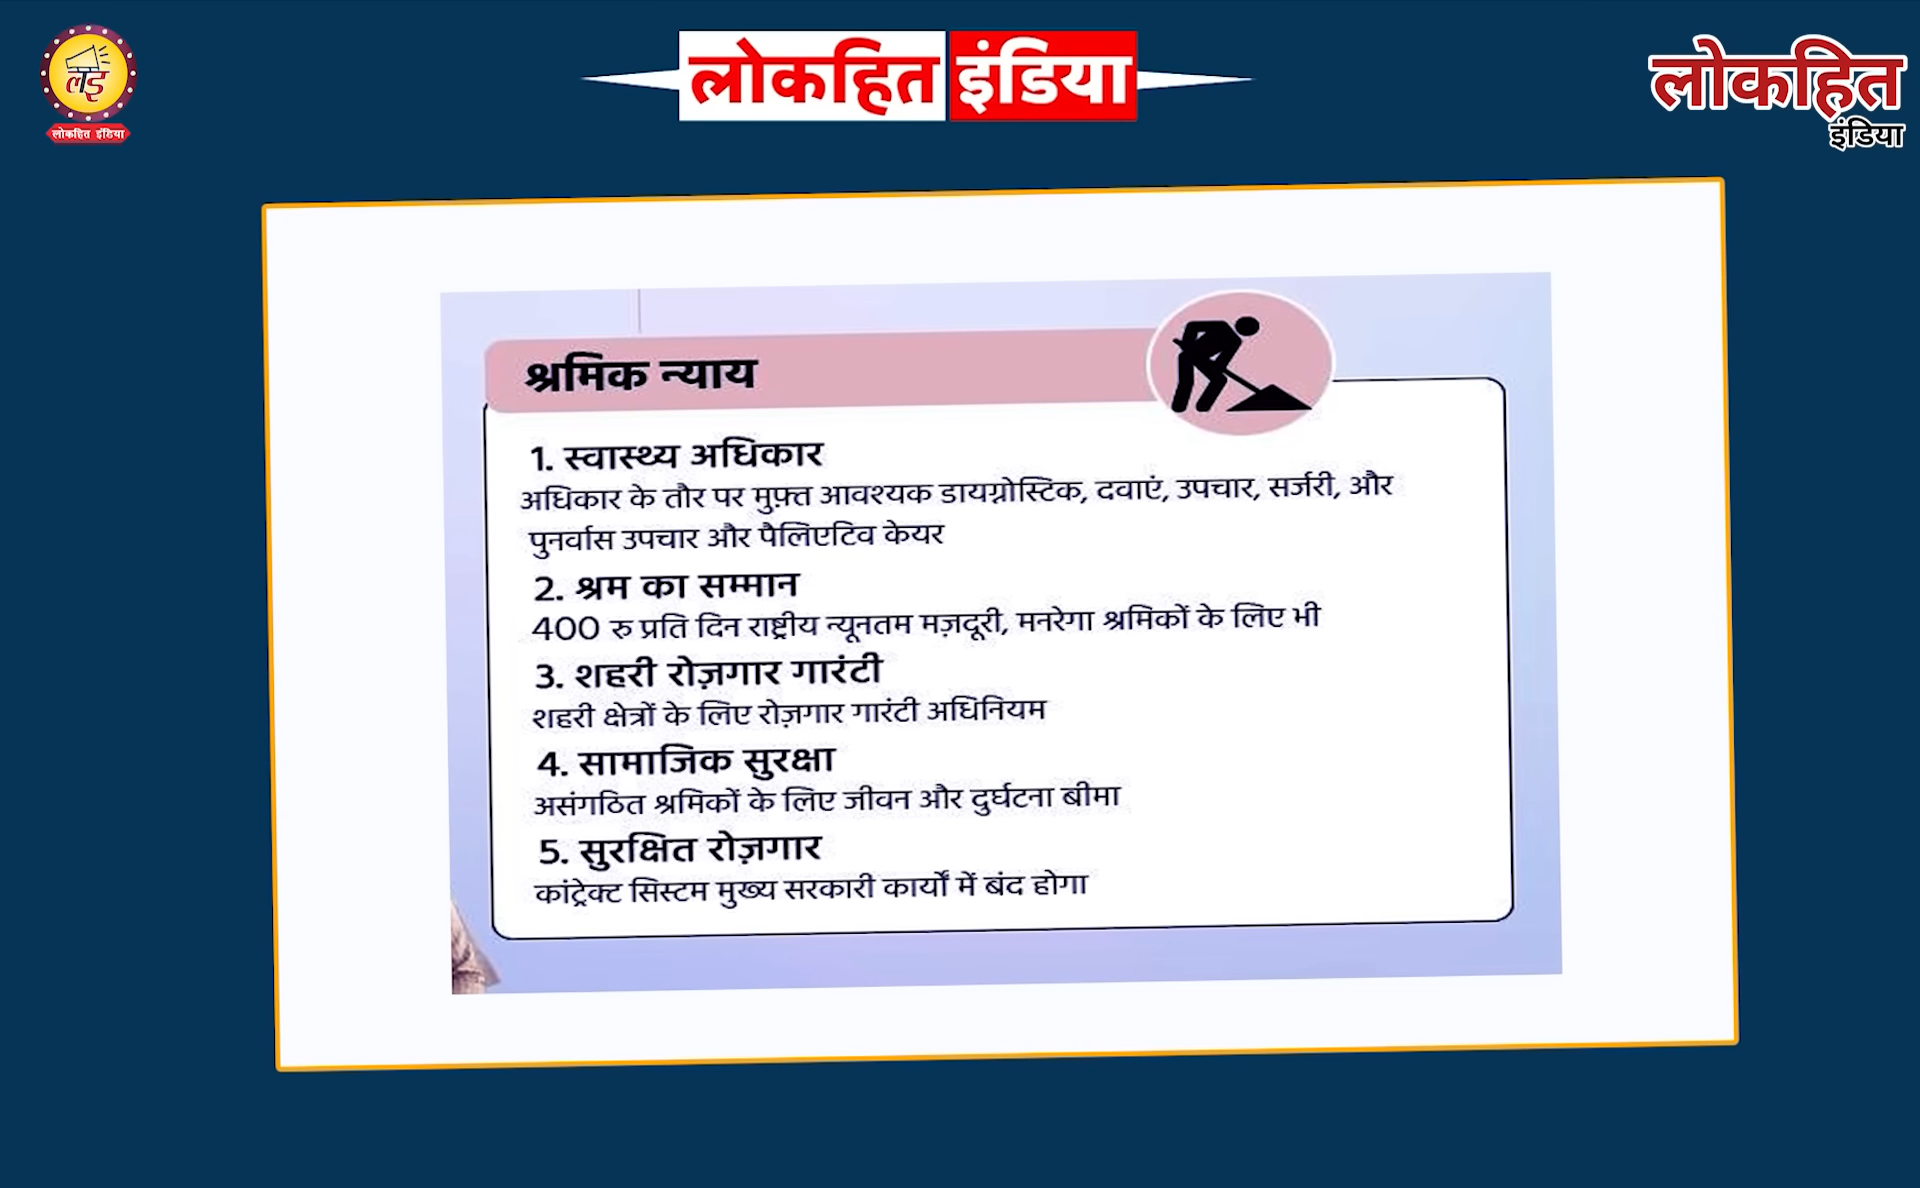 लई
लोकहित इंडिया
लोकहित इंडिया
लोकहित
इंडिया
श्रमिक न्याय
1. स्वास्थ्य अधिकार
अधिकार के तौर पर मुफ़्त आवश्यक डायग्नोस्टिक, दवाएं, उपचार, सर्जरी, और
पुनर्वास उपचार और पैलिएटिव केयर
2. श्रम का सम्मान
400 रु प्रति दिन राष्ट्रीय न्यूनतम मज़दूरी, मनरेगा श्रमिकों के लिए भी
3. शहरी रोज़गार गारंटी
शहरी क्षेत्रों के लिए रोज़गार गारंटी अधिनियम
4. सामाजिक सुरक्षा
असंगठित श्रमिकों के लिए जीवन और दुर्घटना बीमा
5. सुरक्षित रोज़गार
कांट्रेक्ट सिस्टम मुख्य सरकारी कार्यों में बंद होगा